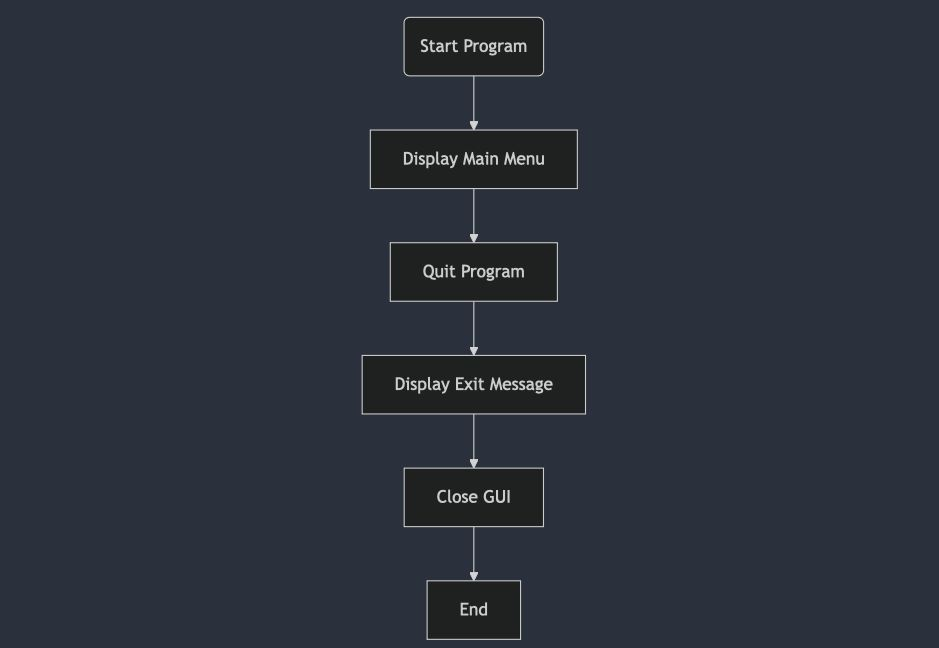 Start Program
Display Main Menu
Quit Program
Display Exit Message
Close GUI
End